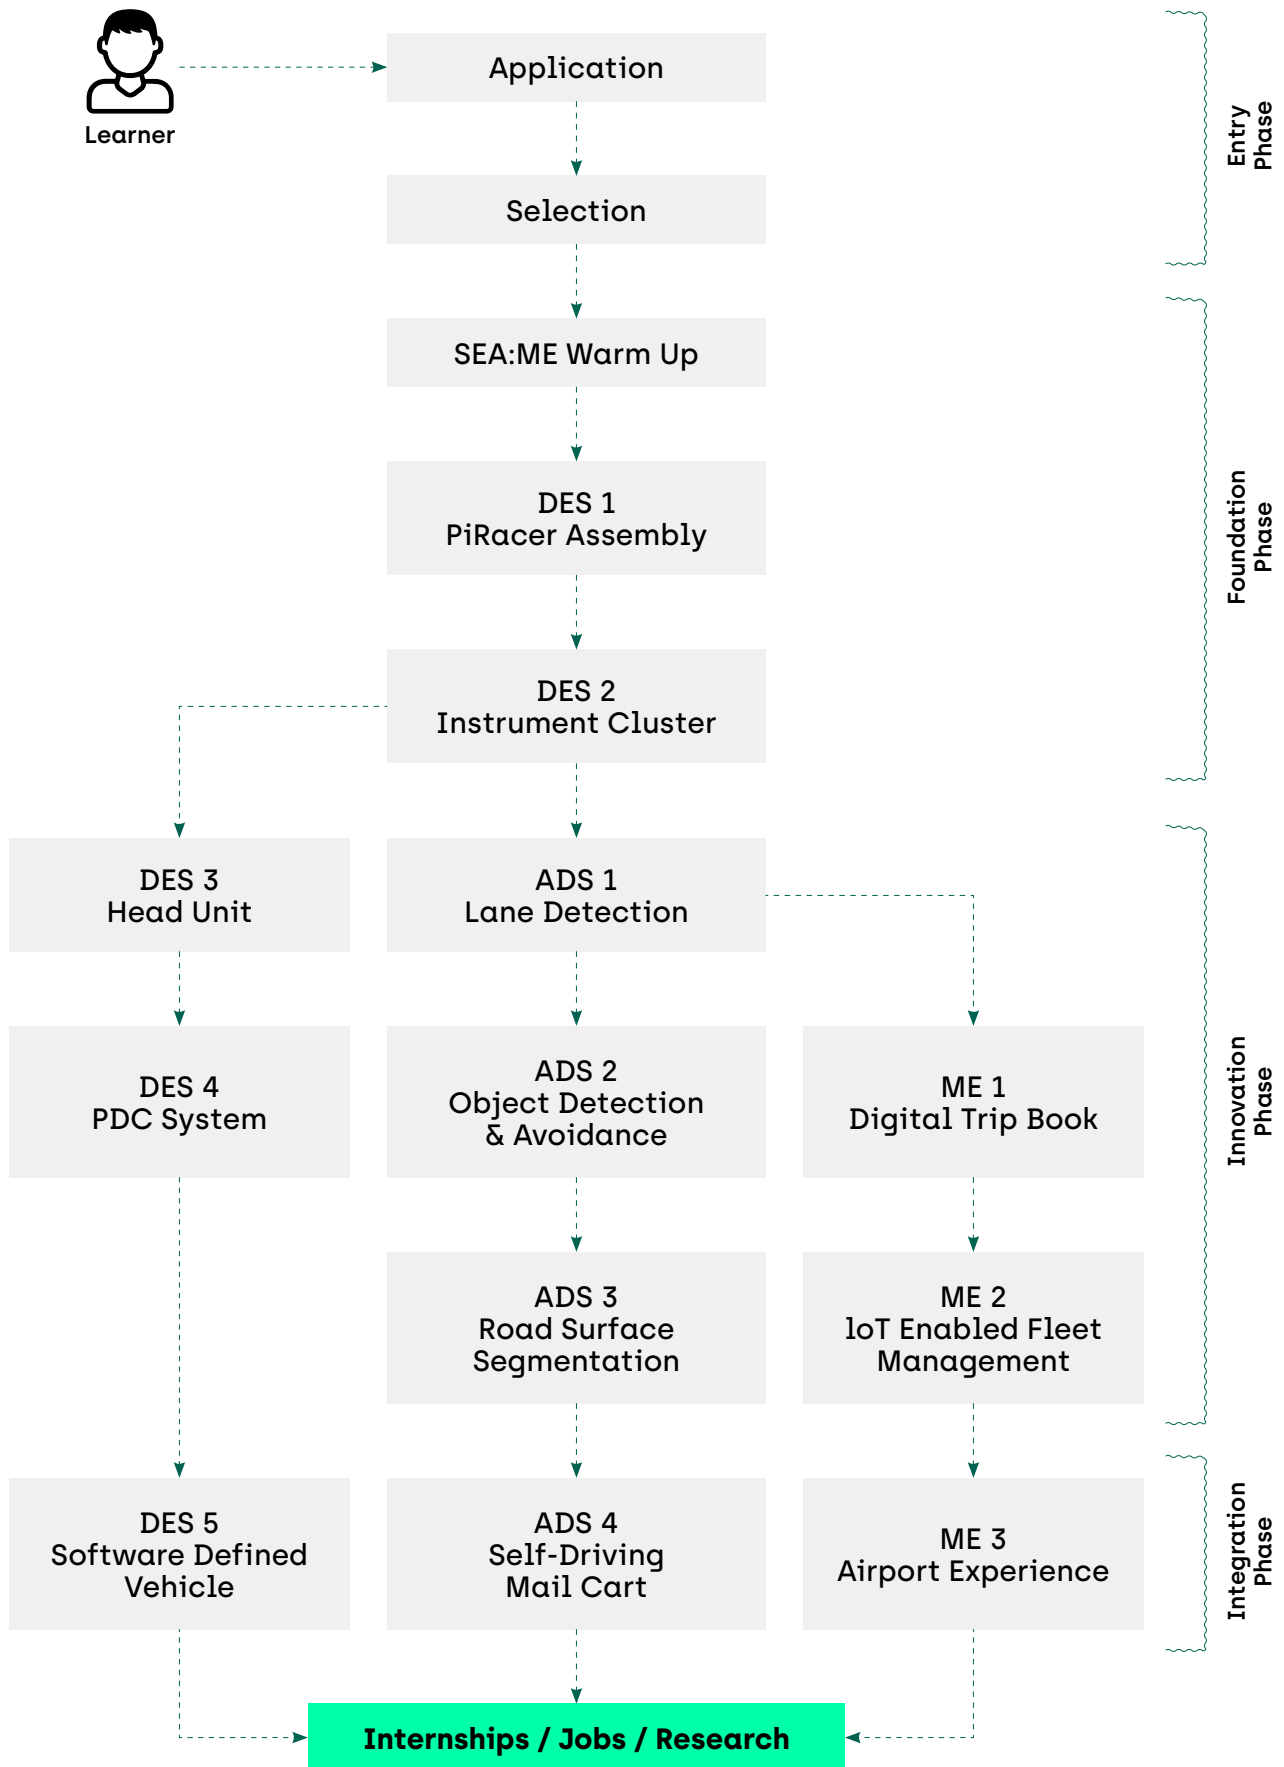 Learner
Application
Selection
Entry
Phase
SEA:ME Warm Up
DES 1
PiRacer Assembly
DES 2
Instrument Cluster
Foundation
Phase
DES 3
Head Unit
ADS 1
Lane Detection
DES 4
PDC System
ADS 2
Object Detection
& Avoidance
ME 1
Digital Trip Book
ADS 3
Road Surface
Segmentation
ME 2
loT Enabled Fleet
Management
Innovation
Phase
DES 5
Software Defined
Vehicle
ADS 4
Self-Driving
Mail Cart
ME 3
Airport Experience
Integration
Phase
Internships / Jobs / Research